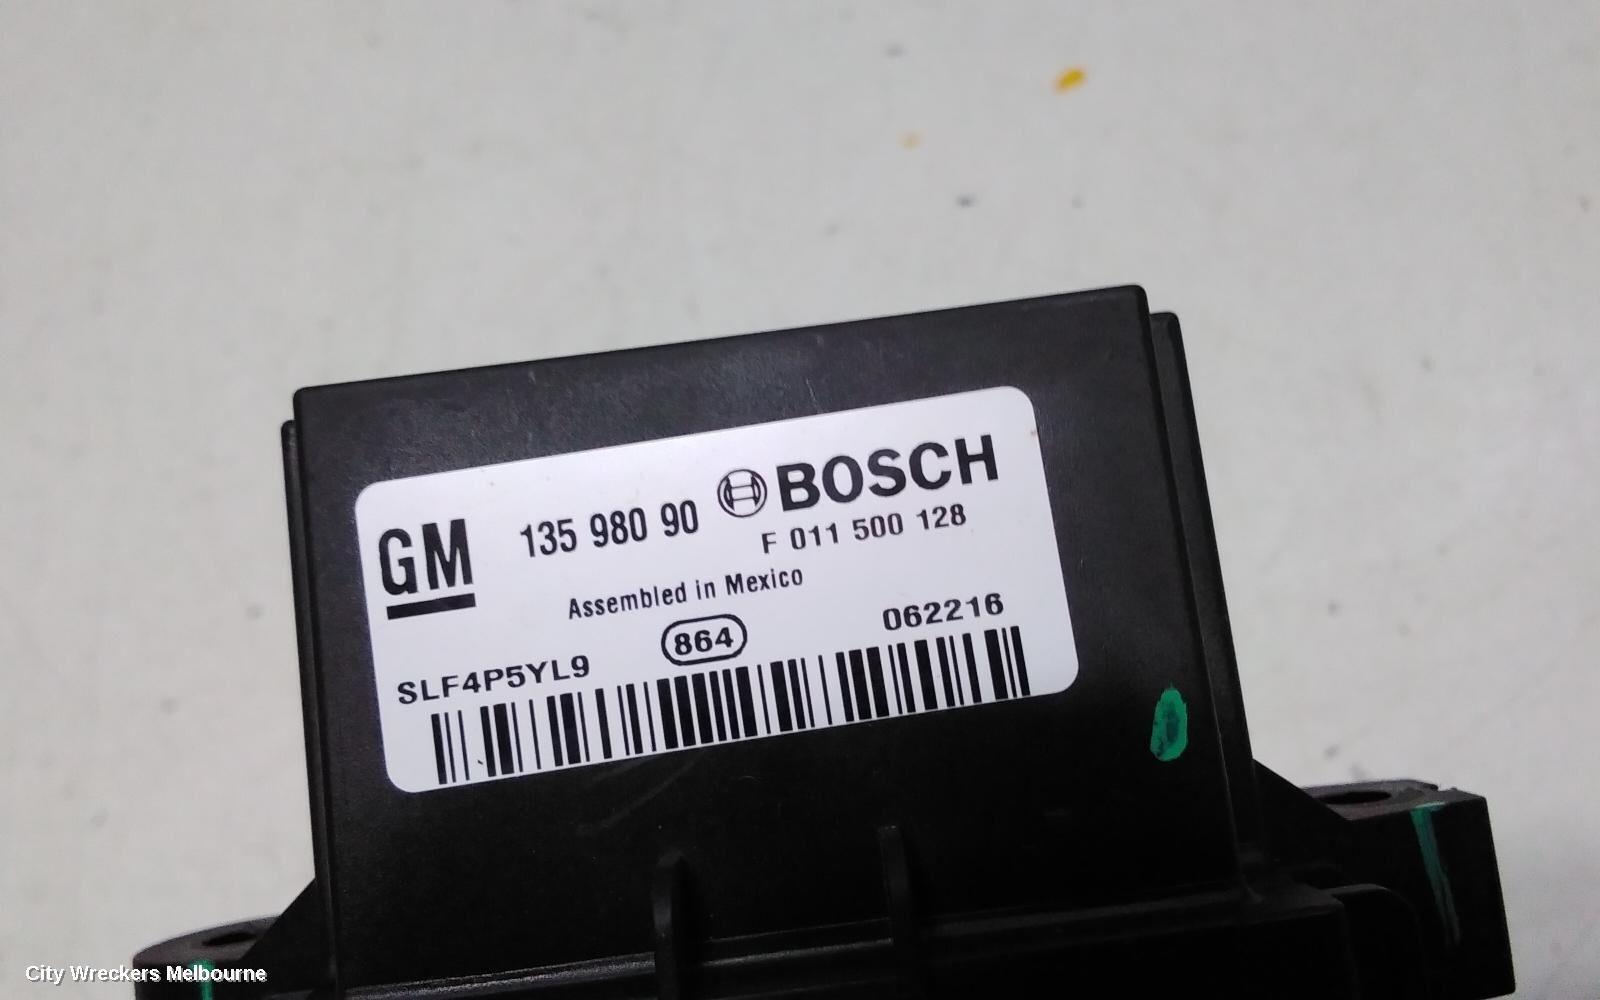 GM 135 980 90 BOSCH
F 011 500 128
Assembled in Mexico
864
SLF4P5YL9 062216
City Wreckers Melbourne